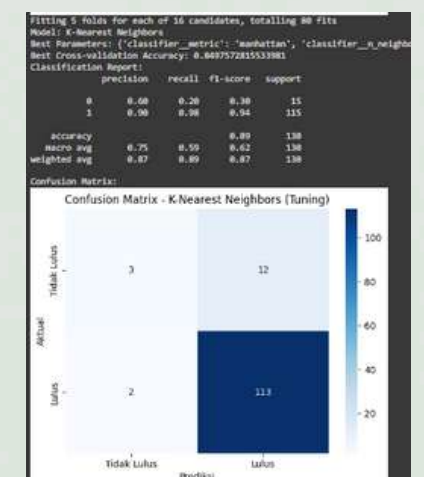 Fitting 5 folds for each of 16 candidates, totalling 80 fits
Model: K-Nearest Neighbors
Best Parameters: {'classifier__metric': 'manhattan', 'classifier__n_neighbo
Best Cross-validation Accuracy: 0.8497572815533981
Classification Report:
precision recall f1-score support
0 0.60 0.20 0.30 15
1 0.90 0.98 0.94 115
accuracy 0.89 130
macro avg 0.75 0.59 0.62 130
weighted avg 0.87 0.89 0.87 130
Confusion Matrix:
Confusion Matrix - K-Nearest Neighbors (Tuning)
Tidak Lulus
3 12
100
80
60
Aktual
40
Lulus
2 113
20
Tidak Lulus Lulus
Prediksi